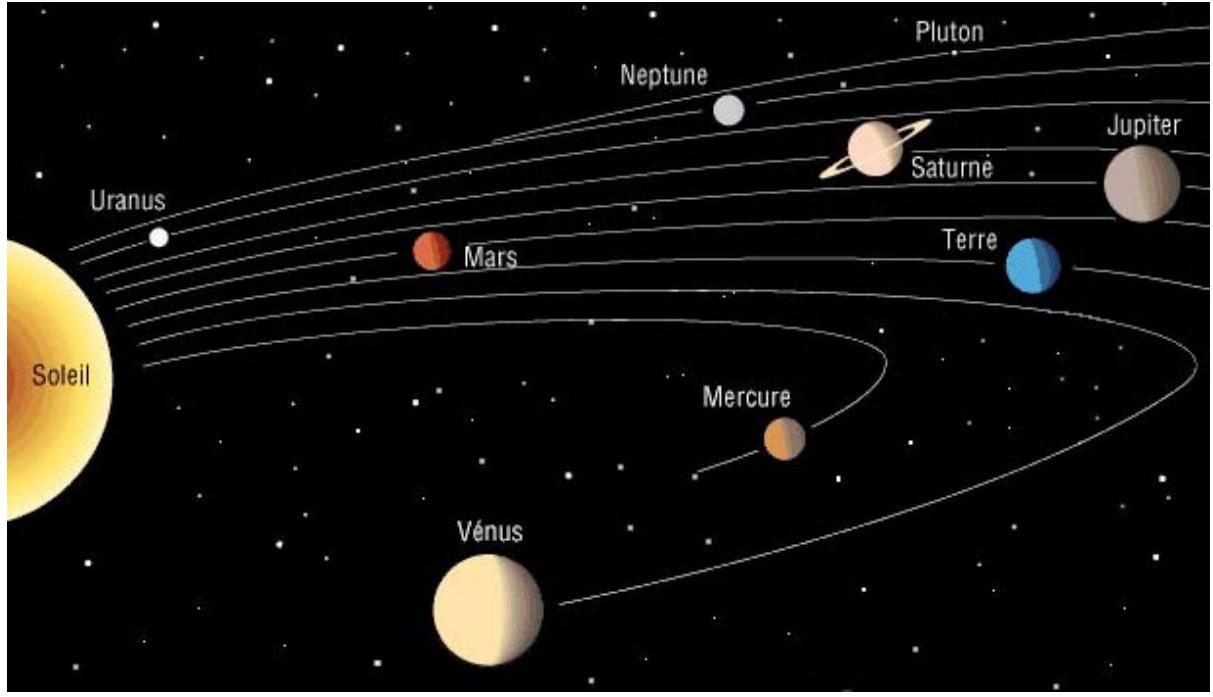 Pluton
Neptune
Jupiter
Saturne
Uranus
Terre
Mars
Soleil
Mercure
Vénus